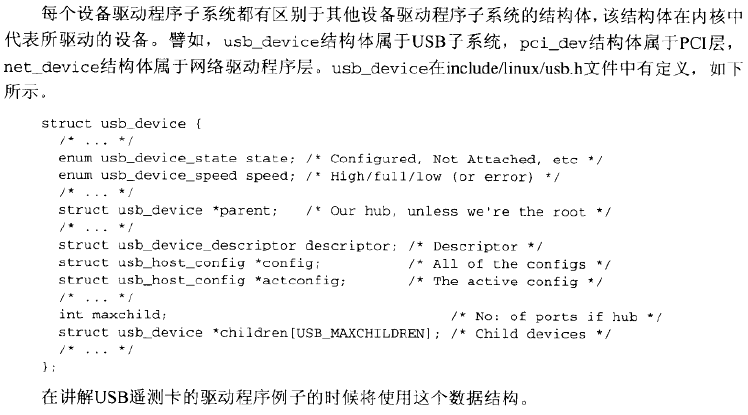 每个设备驱动程序子系统都有区别于其他设备驱动程序子系统的结构体，该结构体在内核中
代表所驱动的设备。譬如，usb_device结构体属于USB了系统，pci_dev结构体属于PCI层，
net_device结构体属于网络驱动程序层。usb_device在include/linux/usb.h文件中有定义，如下
所示。
struct usb_device {
/* ... */
enum usb_device_state state; /* Configured, Not Attached, etc */
enum usb_device_speed speed; /* High/full/low (or error) */
/* ... */
struct usb_device *parent; /* Our hub, unless we're the root */
/* ... */
struct usb_device_descriptor descriptor; /* Descriptor */
struct usb_host_config *config; /* All of the configs */
struct usb_host_config *actconfig; /* The active config */
/* ... */
int maxchild; /* No: of ports if hub */
struct usb_device *children[USB_MAXCHILDREN]; /* Child devices */
/* ... */
};
在讲解USB遥测卡的驱动程序例子的时候将使用这个数据结构。